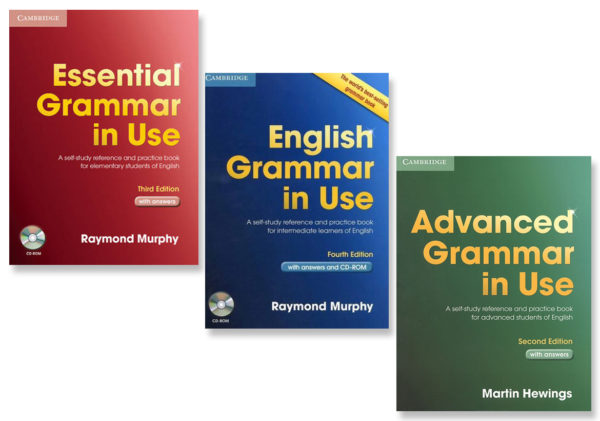 CAMBRIDGE
Essential
Grammar
in Use
A self-study reference and practice book
for elementary students of English
Third Edition
with answers
CD-ROM
Raymond Murphy
CAMBRIDGE
The world's best-selling
grammar book
English
Grammar
in Use
A self-study reference and practice book
for intermediate learners of English
Fourth Edition
with answers and CD-ROM
CD-ROM
Raymond Murphy
CAMBRIDGE
Advanced
Grammar
in Use
A self-study reference and practice book
for advanced students of English
Second Edition
with answers
Martin Hewings